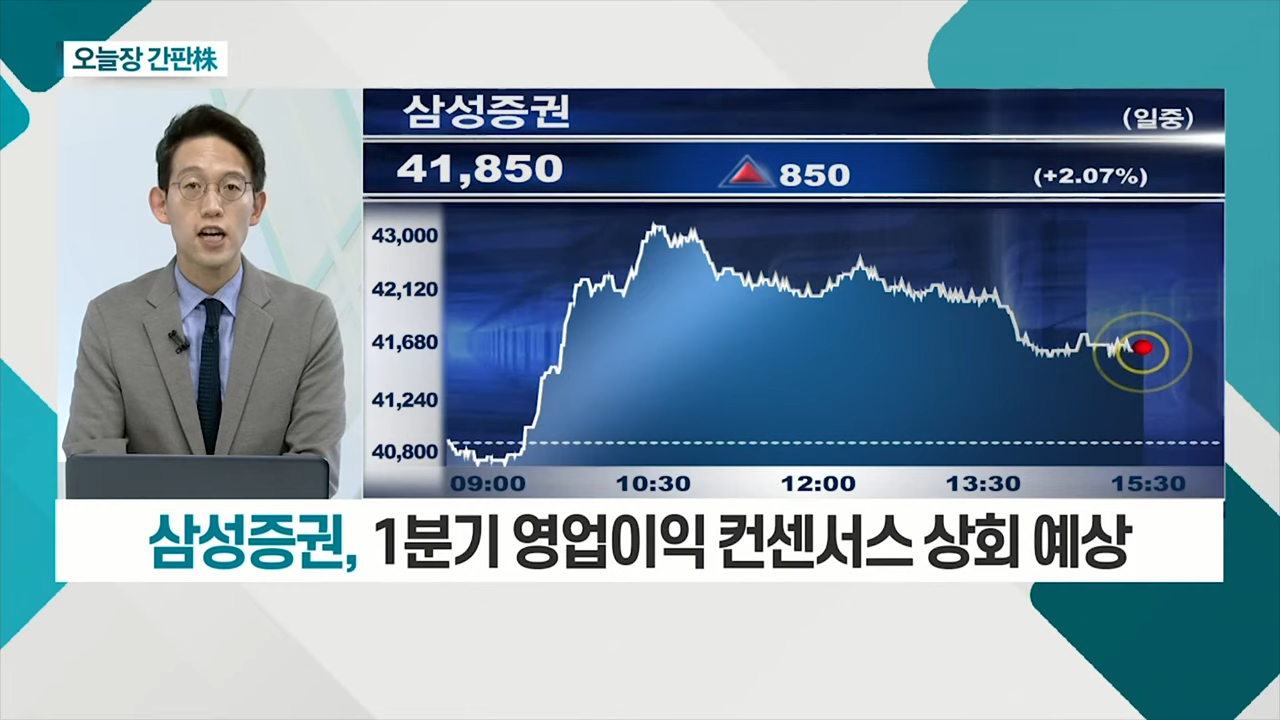 오늘장 간판株
삼성증권
(일중)
41,850 ▲850 (+2.07%)
43,000
42,120
41,680
41,240
40,800
09:00 10:30 12:00 13:30 15:30
삼성증권, 1분기 영업이익 컨센서스 상회 예상